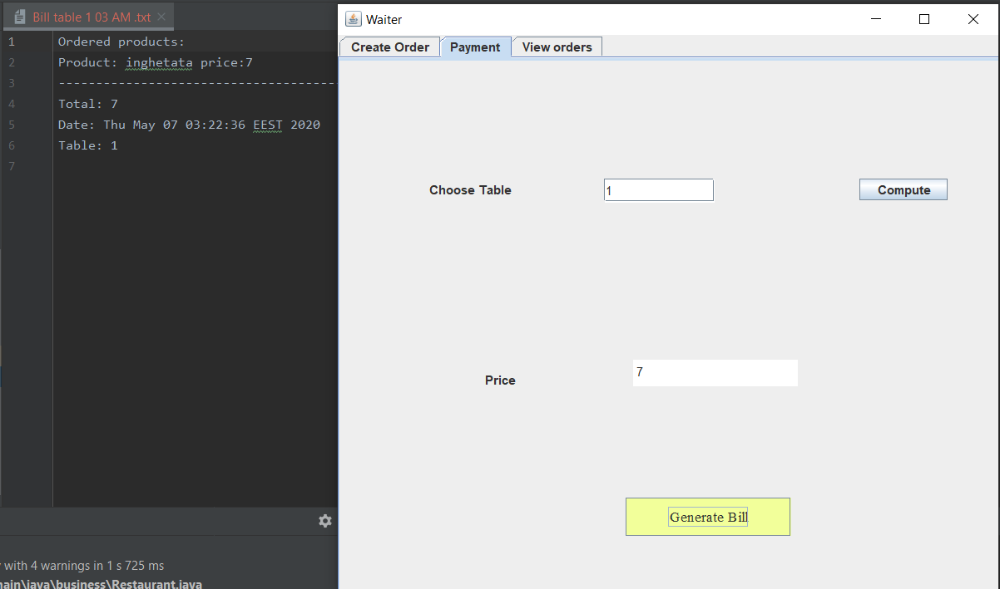 Bill table 1 03 AM .txt
1 Ordered products:
2 Product: inghetata price:7
3 -------------------------------------
4 Total: 7
5 Date: Thu May 07 03:22:36 EEST 2020
6 Table: 1
7
with 4 warnings in 1 s 725 ms
main\java\business\Restaurant.java
Waiter
Create Order Payment View orders
Choose Table 1 Compute
Price 7
Generate Bill